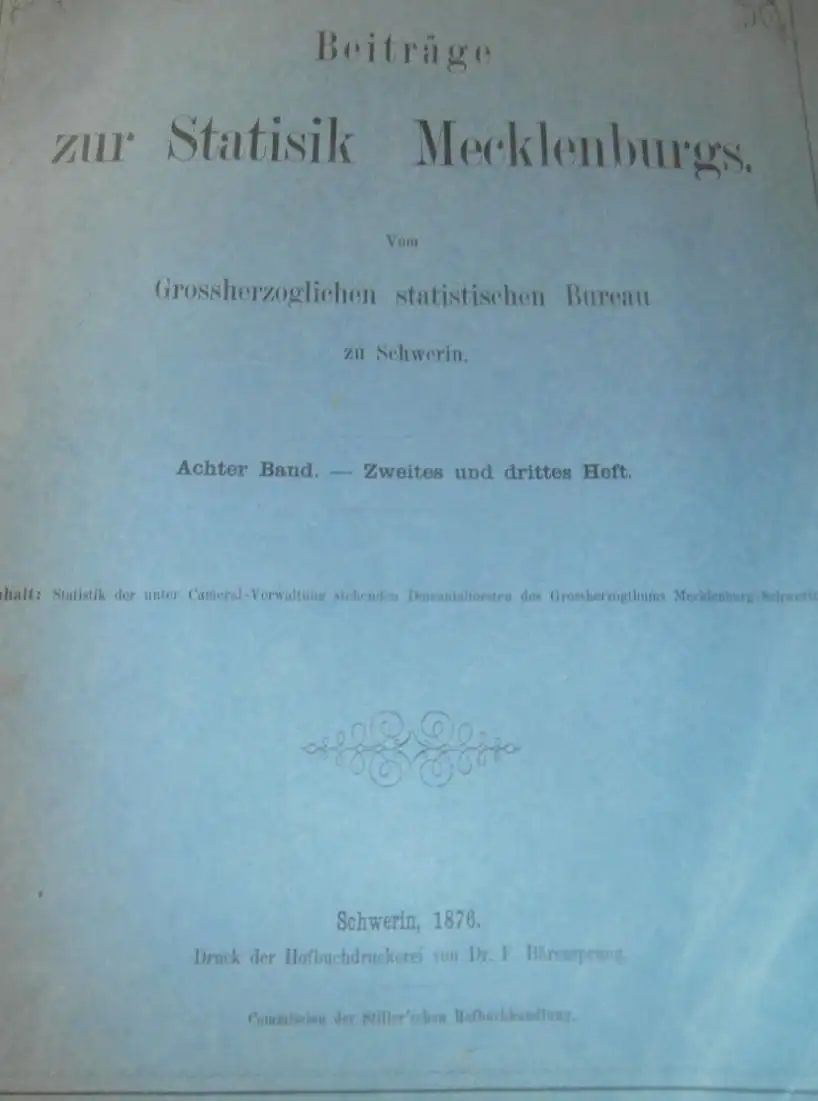 Beiträge
zur Statisik Mecklenburgs.
Vom
Grossherzoglichen statistischen Bureau
zu Schwerin.
Achter Band. — Zweites und drittes Heft.
nhalt: Statistik der unter Cameral-Verwaltung stehenden Domanialforsten des Grossherzogthums Mecklenburg-Schwerin
Schwerin, 1876.
Druck der Hofbuchdruckerei von Dr. F. Bärensprung.
Commission der Stiller'schen Hofbuchhandlung.